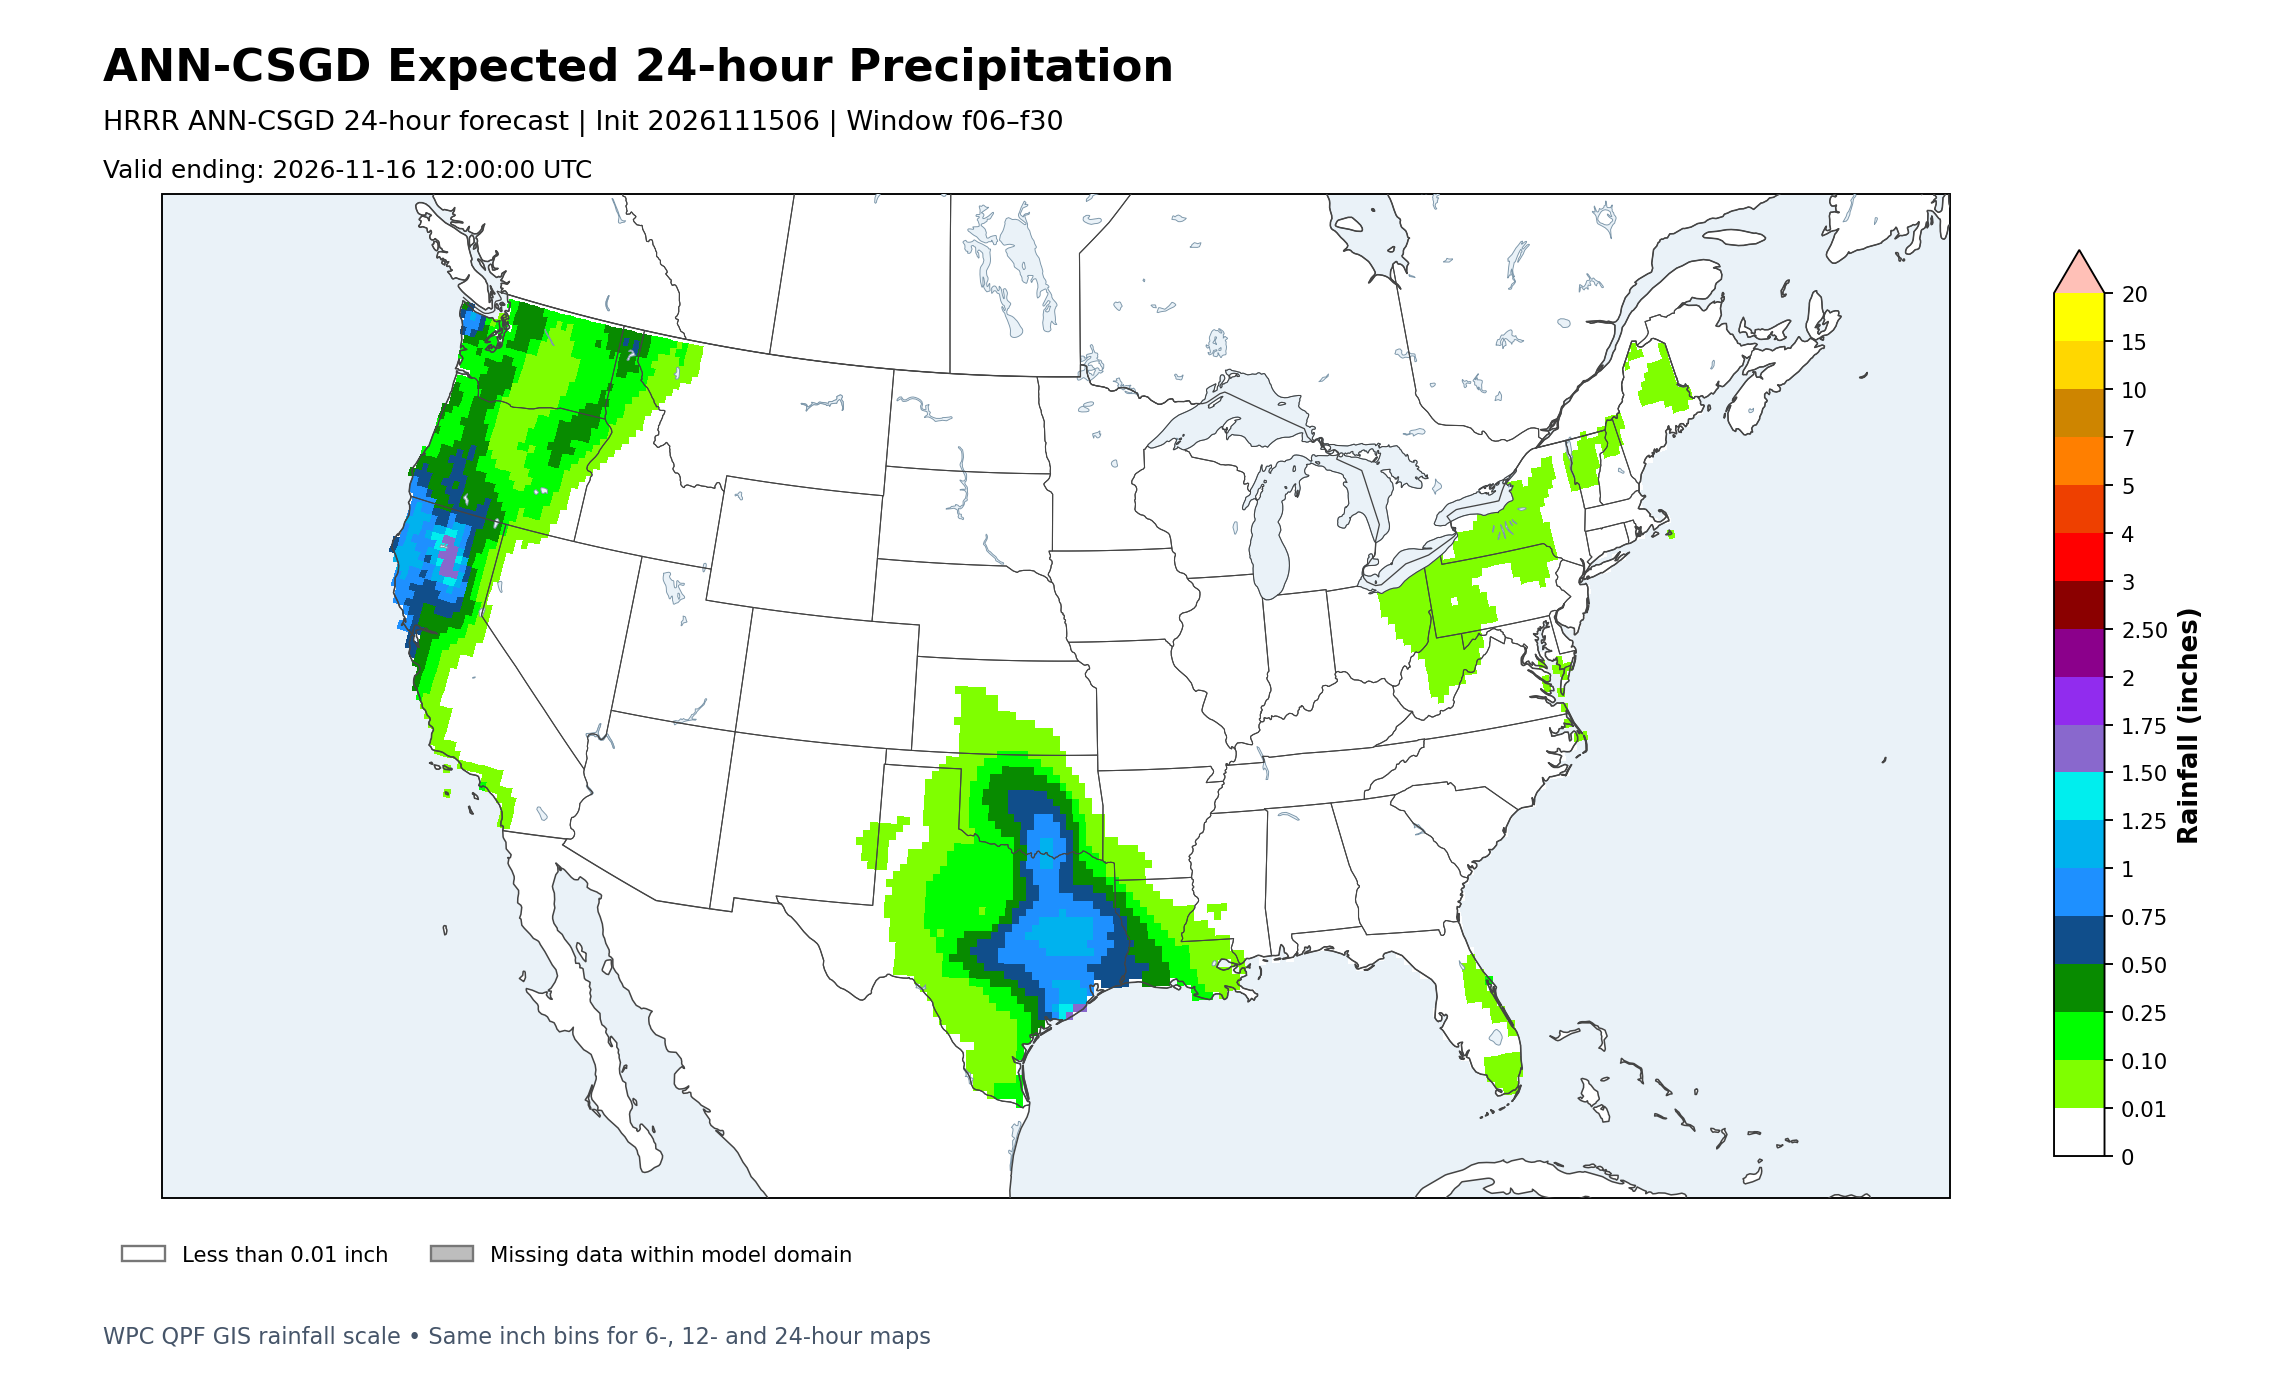 ANN-CSGD Expected 24-hour Precipitation
HRRR ANN-CSGD 24-hour forecast | Init 2026111506 | Window f06–f30
Valid ending: 2026-11-16 12:00:00 UTC
20
15
10
7
5
4
3
2.50
2
1.75
1.50
1.25
1
0.75
0.50
0.25
0.10
0.01
0
Rainfall (inches)
Less than 0.01 inch
Missing data within model domain
WPC QPF GIS rainfall scale • Same inch bins for 6-, 12- and 24-hour maps